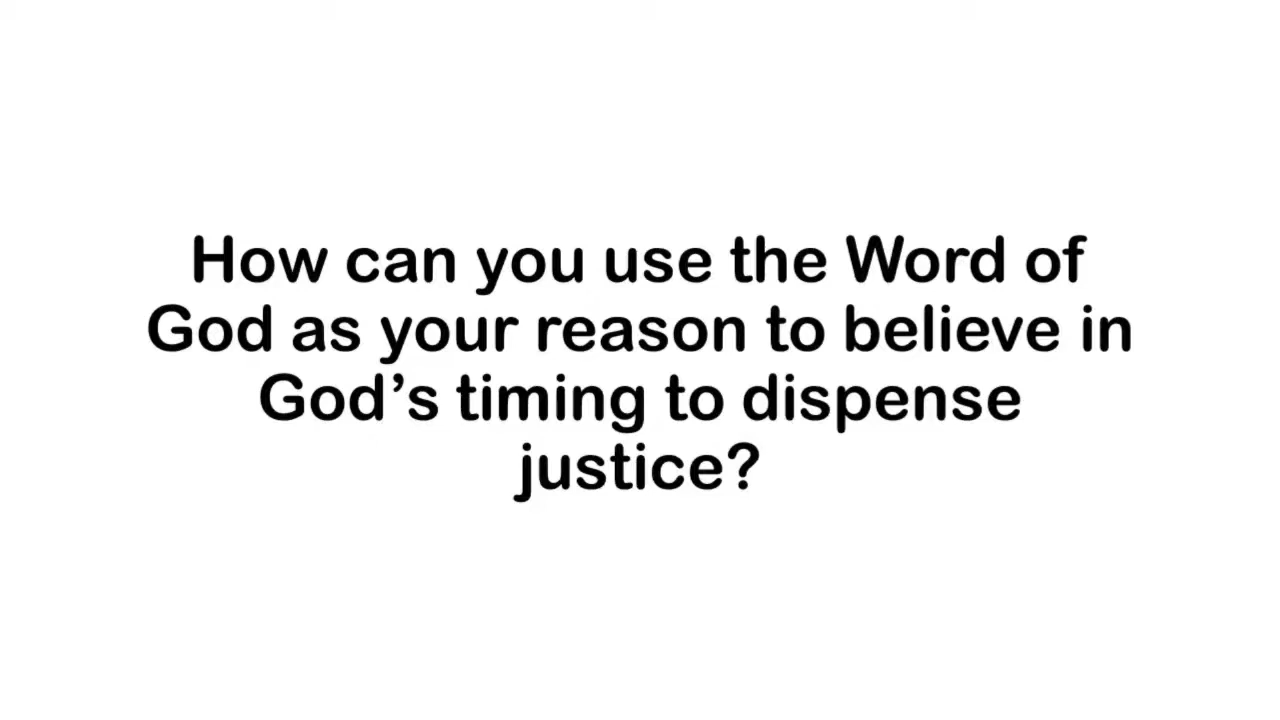 How can you use the Word of
God as your reason to believe in
God’s timing to dispense
justice?